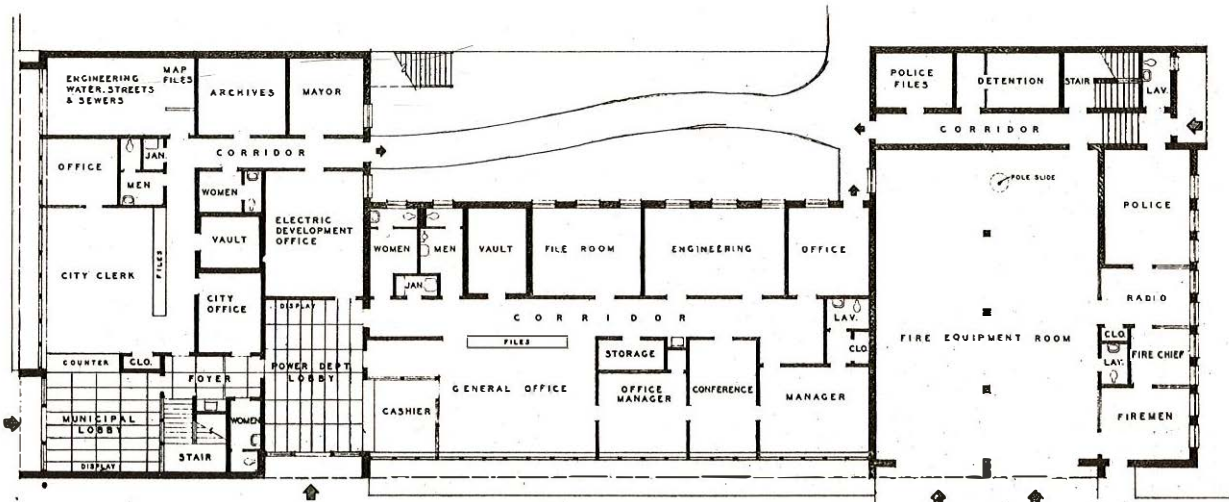 ENGINEERING
WATER, STREETS
& SEWERS
MAP
FILES
ARCHIVES
MAYOR
CORRIDOR
OFFICE
JAN.
MEN
WOMEN
VAULT
CITY CLERK
FILES
CITY
OFFICE
ELECTRIC
DEVELOPMENT
OFFICE
COUNTER
CLO.
FOYER
MUNICIPAL
LOBBY
DISPLAY
STAIR
WOMEN
DISPLAY
POWER DEPT.
LOBBY
WOMEN
MEN
JAN
VAULT
FILE ROOM
ENGINEERING
OFFICE
CORRIDOR
FILES
STORAGE
LAV.
CLO.
CASHIER
GENERAL OFFICE
OFFICE
MANAGER
CONFERENCE
MANAGER
POLICE
FILES
DETENTION
STAIR
LAV.
CORRIDOR
POLE SLIDE
POLICE
RADIO
FIRE EQUIPMENT ROOM
CLO.
LAV.
FIRE CHIEF
FIREMEN